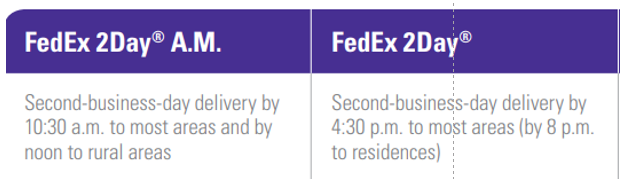 FedEx 2Day® A.M.
Second-business-day delivery by
10:30 a.m. to most areas and by
noon to rural areas
FedEx 2Day®
Second-business-day delivery by
4:30 p.m. to most areas (by 8 p.m.
to residences)